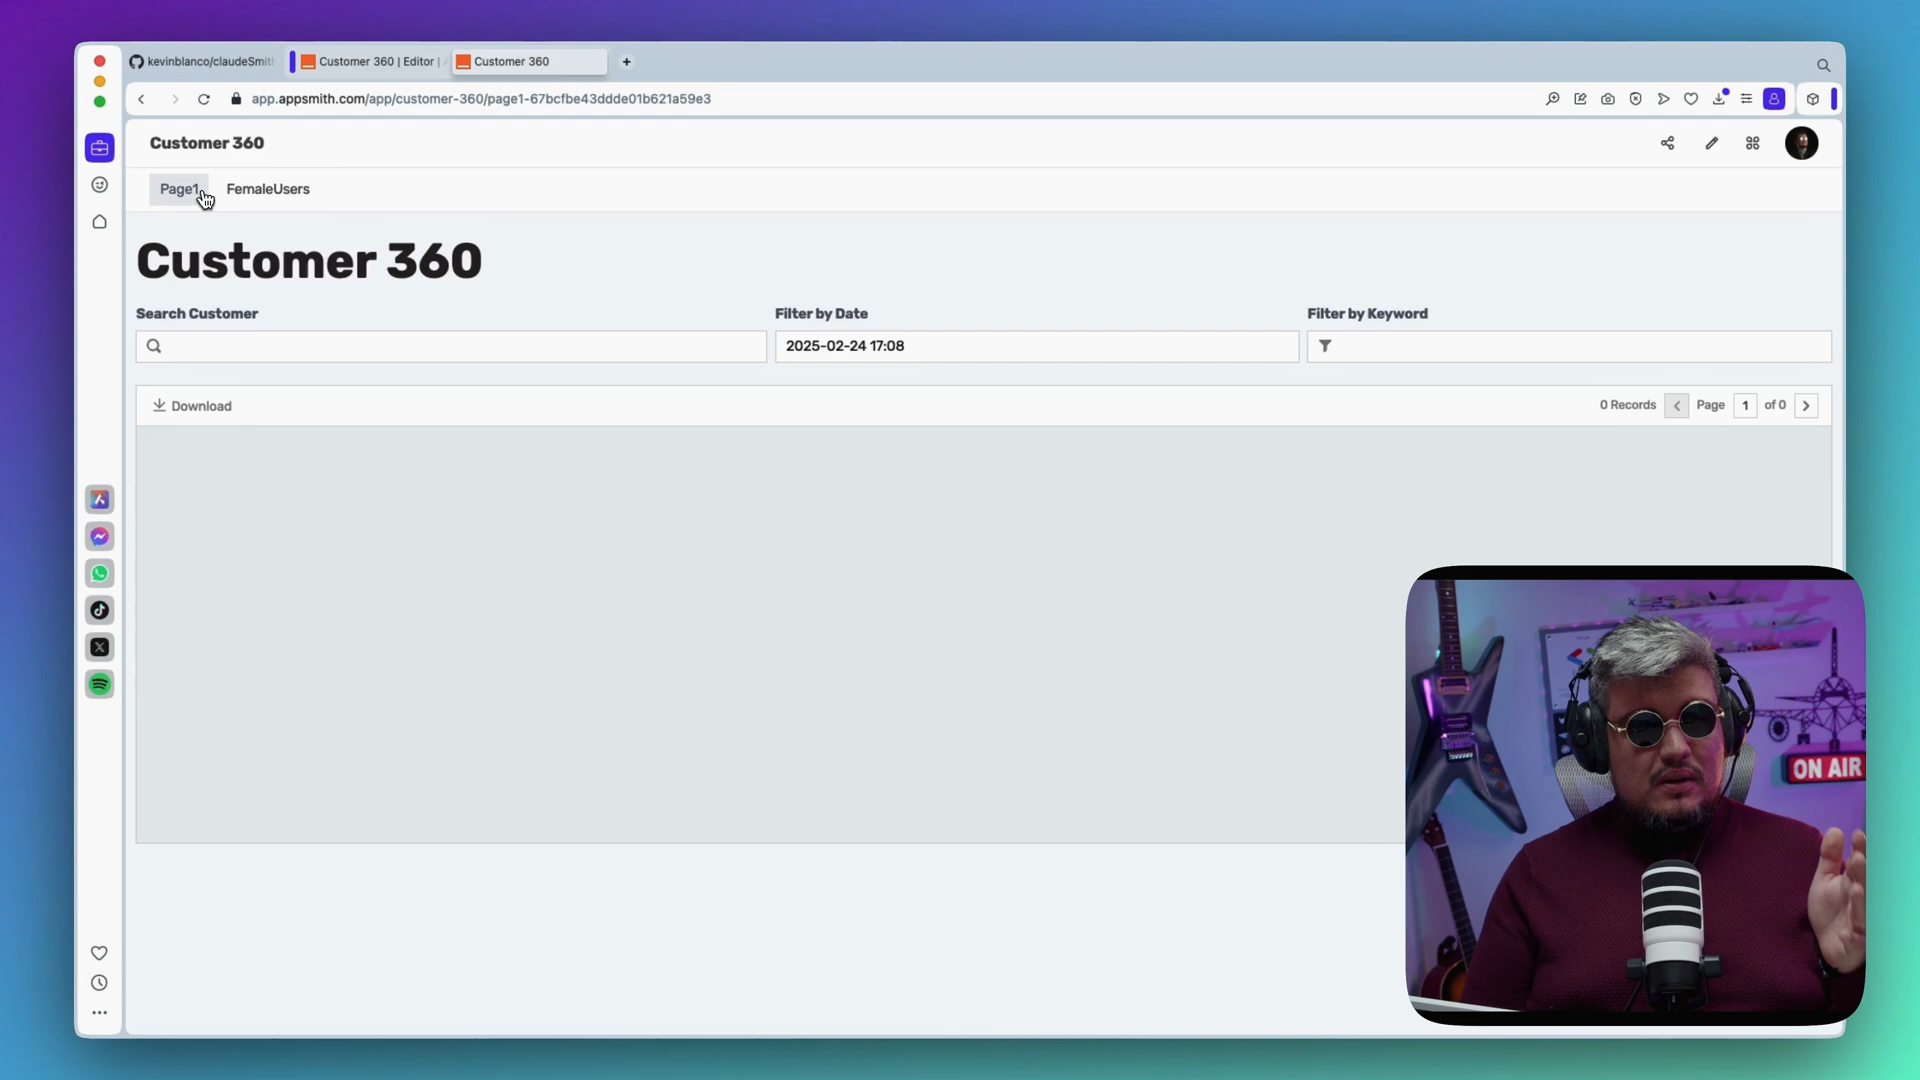 kevinblanco/claudeSmit
Customer 360 | Editor |
Customer 360
app.appsmith.com/app/customer-360/page1-67bcfbe43ddde01b621a59e3
Customer 360
Page1
FemaleUsers
Customer 360
Search Customer
Filter by Date
Filter by Keyword
2025-02-24 17:08
Download
0 Records
Page
1
of 0
ON AIR